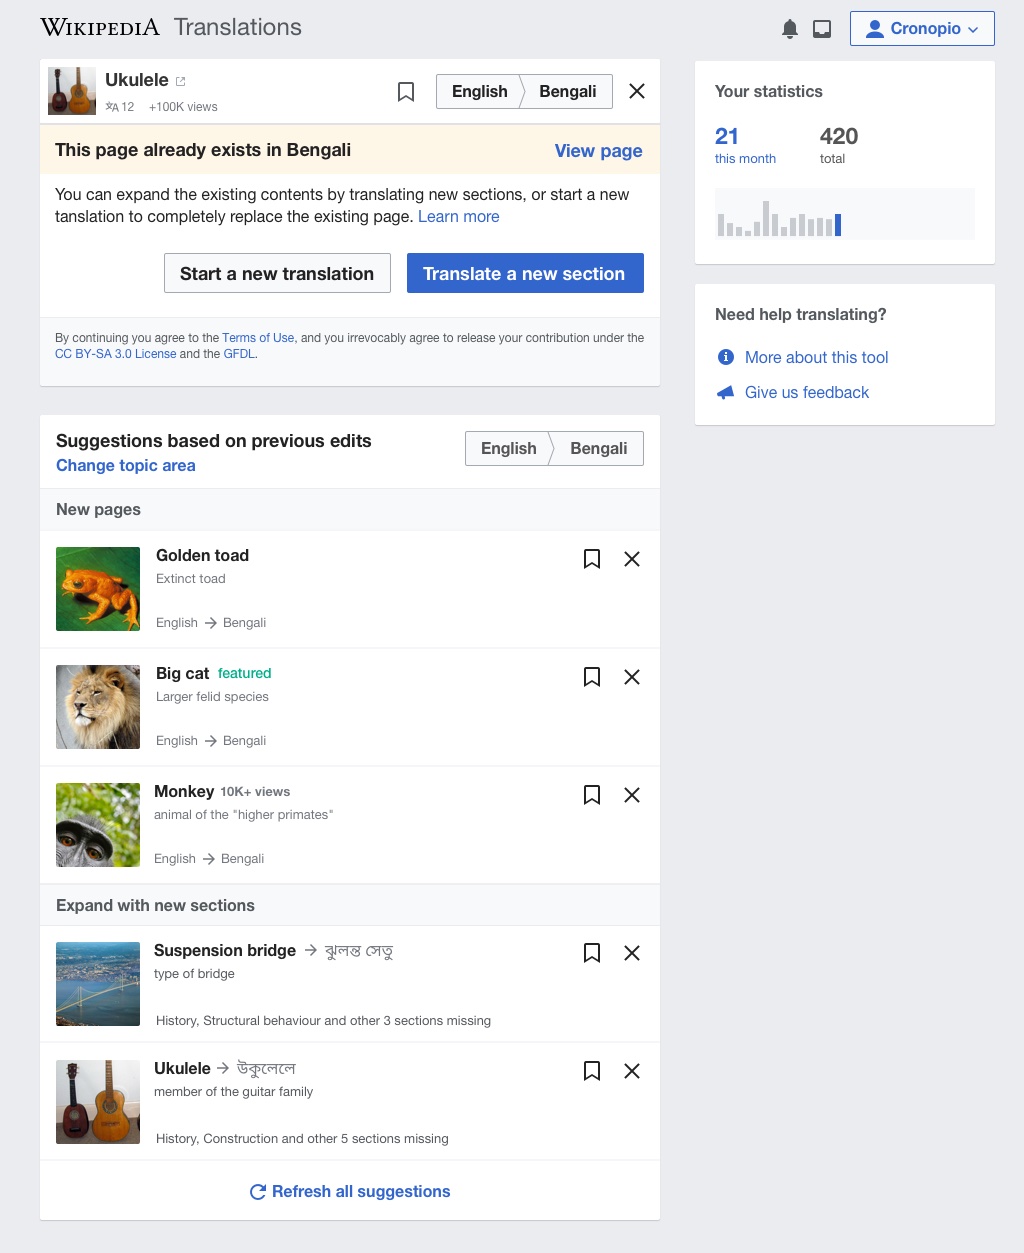 WIKIPEDIA Translations
Cronopio
Ukulele
12 +100K views
English Bengali
This page already exists in Bengali
View page
You can expand the existing contents by translating new sections, or start a new
tanslation to completely replace the existing page. Learn more
Start a new translation
Translate a new section
By continuing you agree to the Terms of Use, and you irrevocably agree to release your contribution under the
CC BY-SA 3.0 License and the GFDL.
Your statistics
21 420
this month total
Need help translating?
More about this tool
Give us feedback
Suggestions based on previous edits
Change topic area
English Bengali
New pages
Golden toad
Extinct toad
English → Bengali
Big cat featured
Larger felid species
English → Bengali
Monkey 10K+ views
animal of the "higher primates"
English → Bengali
Expand with new sections
Suspension bridge → ঝুলন্ত সেতু
type of bridge
History, Structural behaviour and other 3 sections missing
Ukulele → উকুলেলে
member of the guitar family
History, Construction and other 5 sections missing
Refresh all suggestions